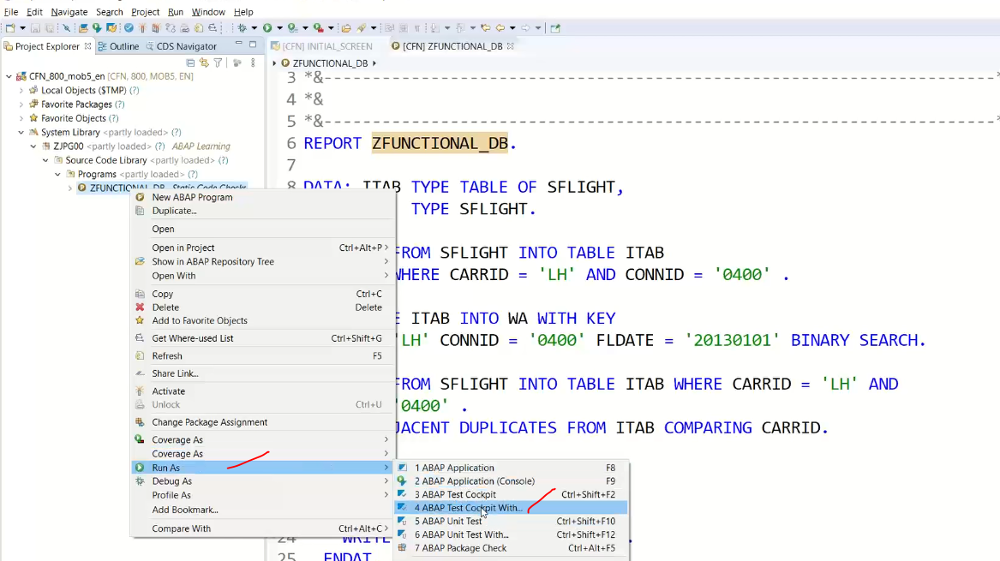 File Edit Navigate Search Project Run Window Help
Project Explorer Outline CDS Navigator
[CFN] INITIAL_SCREEN [CFN] ZFUNCTIONAL_DB
ZFUNCTIONAL_DB
CFN_800_mob5_en [CFN, 800, MOB5, EN]
Local Objects ($TMP) (?)
Favorite Packages (?)
Favorite Objects (?)
System Library <partly loaded> (?)
ZJPG00 <partly loaded> (?) ABAP Learning
Source Code Library <partly loaded> (?)
Programs <partly loaded> (?)
ZFUNCTIONAL_DB - Static Code Checks
New ABAP Program
Duplicate...
Open
Open in Project Ctrl+Alt+P
Show in ABAP Repository Tree
Open With
Copy Ctrl+C
Delete Delete
Add to Favorite Objects
Get Where-used List Ctrl+Shift+G
Refresh F5
Share Link...
Activate
Unlock Ctrl+U
Change Package Assignment
Coverage As
Coverage As
Run As
Debug As
Profile As
Add Bookmark...
Compare With Ctrl+Alt+C
1 ABAP Application F8
2 ABAP Application (Console) F9
3 ABAP Test Cockpit Ctrl+Shift+F2
4 ABAP Test Cockpit With...
5 ABAP Unit Test Ctrl+Shift+F10
6 ABAP Unit Test With... Ctrl+Shift+F12
7 ABAP Package Check Ctrl+Alt+F5
3 *&---------------------------------------------------------------------*
4 *&
5 *&---------------------------------------------------------------------*
6 REPORT ZFUNCTIONAL_DB.
7
8 DATA: ITAB TYPE TABLE OF SFLIGHT,
TYPE SFLIGHT.
FROM SFLIGHT INTO TABLE ITAB
WHERE CARRID = 'LH' AND CONNID = '0400' .
ITAB INTO WA WITH KEY
'LH' CONNID = '0400' FLDATE = '20130101' BINARY SEARCH.
FROM SFLIGHT INTO TABLE ITAB WHERE CARRID = 'LH' AND
'0400' .
JACENT DUPLICATES FROM ITAB COMPARING CARRID.
24 WRITE
25 ENDAT